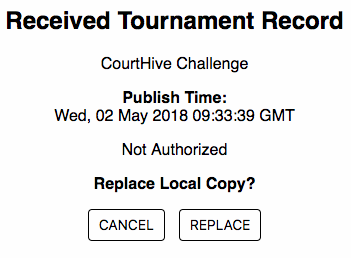 Received Tournament Record
CourtHive Challenge
Publish Time:
Wed, 02 May 2018 09:33:39 GMT
Not Authorized
Replace Local Copy?
CANCEL REPLACE